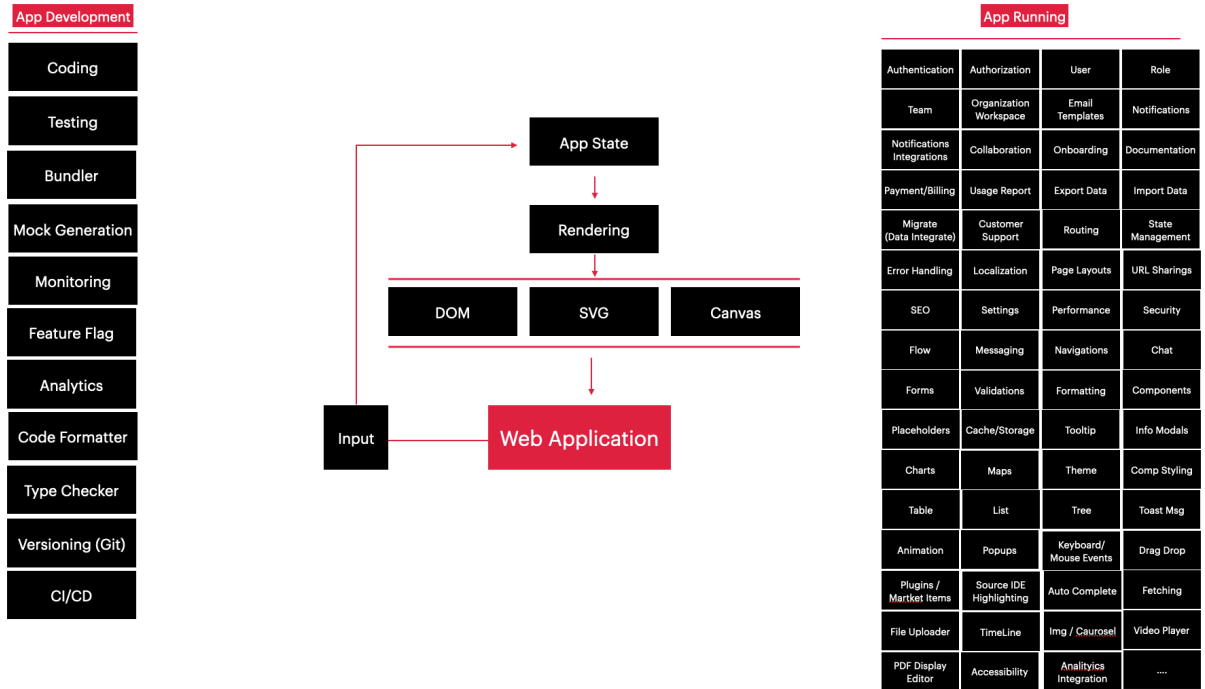 App Development
Coding
Testing
Bundler
Mock Generation
Monitoring
Feature Flag
Analytics
Code Formatter
Type Checker
Versioning (Git)
CI/CD
App State
Rendering
DOM
SVG
Canvas
Input
Web Application
App Running
Authentication
Authorization
User
Role
Team
Organization
Workspace
Email
Templates
Notifications
Notifications
Integrations
Collaboration
Onboarding
Documentation
Payment/Billing
Usage Report
Export Data
Import Data
Migrate
(Data Integrate)
Customer
Support
Routing
State
Management
Error Handling
Localization
Page Layouts
URL Sharings
SEO
Settings
Performance
Security
Flow
Messaging
Navigations
Chat
Forms
Validations
Formatting
Components
Placeholders
Cache/Storage
Tooltip
Info Modals
Charts
Maps
Theme
Comp Styling
Table
List
Tree
Toast Msg
Animation
Popups
Keyboard/
Mouse Events
Drag Drop
Plugins /
Martket Items
Source IDE
Highlighting
Auto Complete
Fetching
File Uploader
TimeLine
Img / Caurosel
Video Player
PDF Display
Editor
Accessibility
Analityics
Integration
....